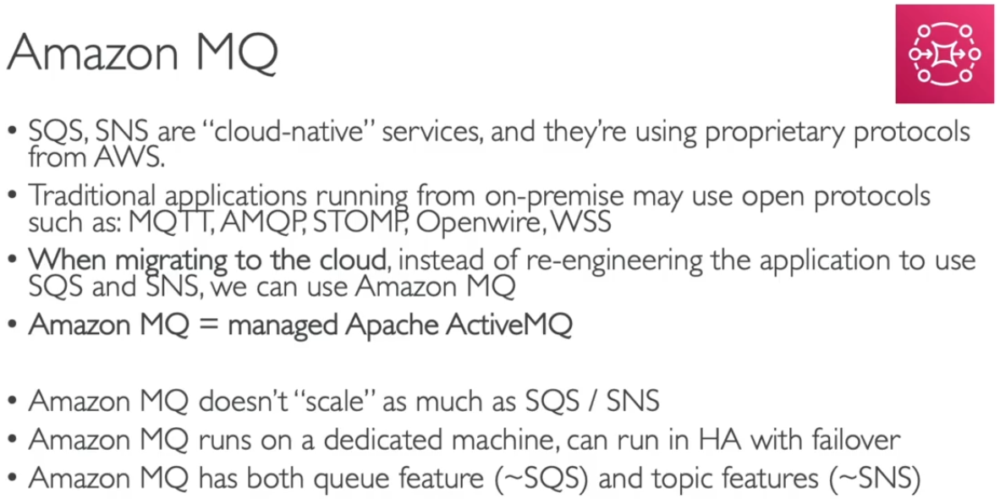 Amazon MQ
• SQS, SNS are “cloud-native” services, and they’re using proprietary protocols
from AWS.
• Traditional applications running from on-premise may use open protocols
such as: MQTT, AMQP, STOMP, Openwire, WSS
• When migrating to the cloud, instead of re-engineering the application to use
SQS and SNS, we can use Amazon MQ
• Amazon MQ = managed Apache ActiveMQ
• Amazon MQ doesn’t “scale” as much as SQS / SNS
• Amazon MQ runs on a dedicated machine, can run in HA with failover
• Amazon MQ has both queue feature (~SQS) and topic features (~SNS)